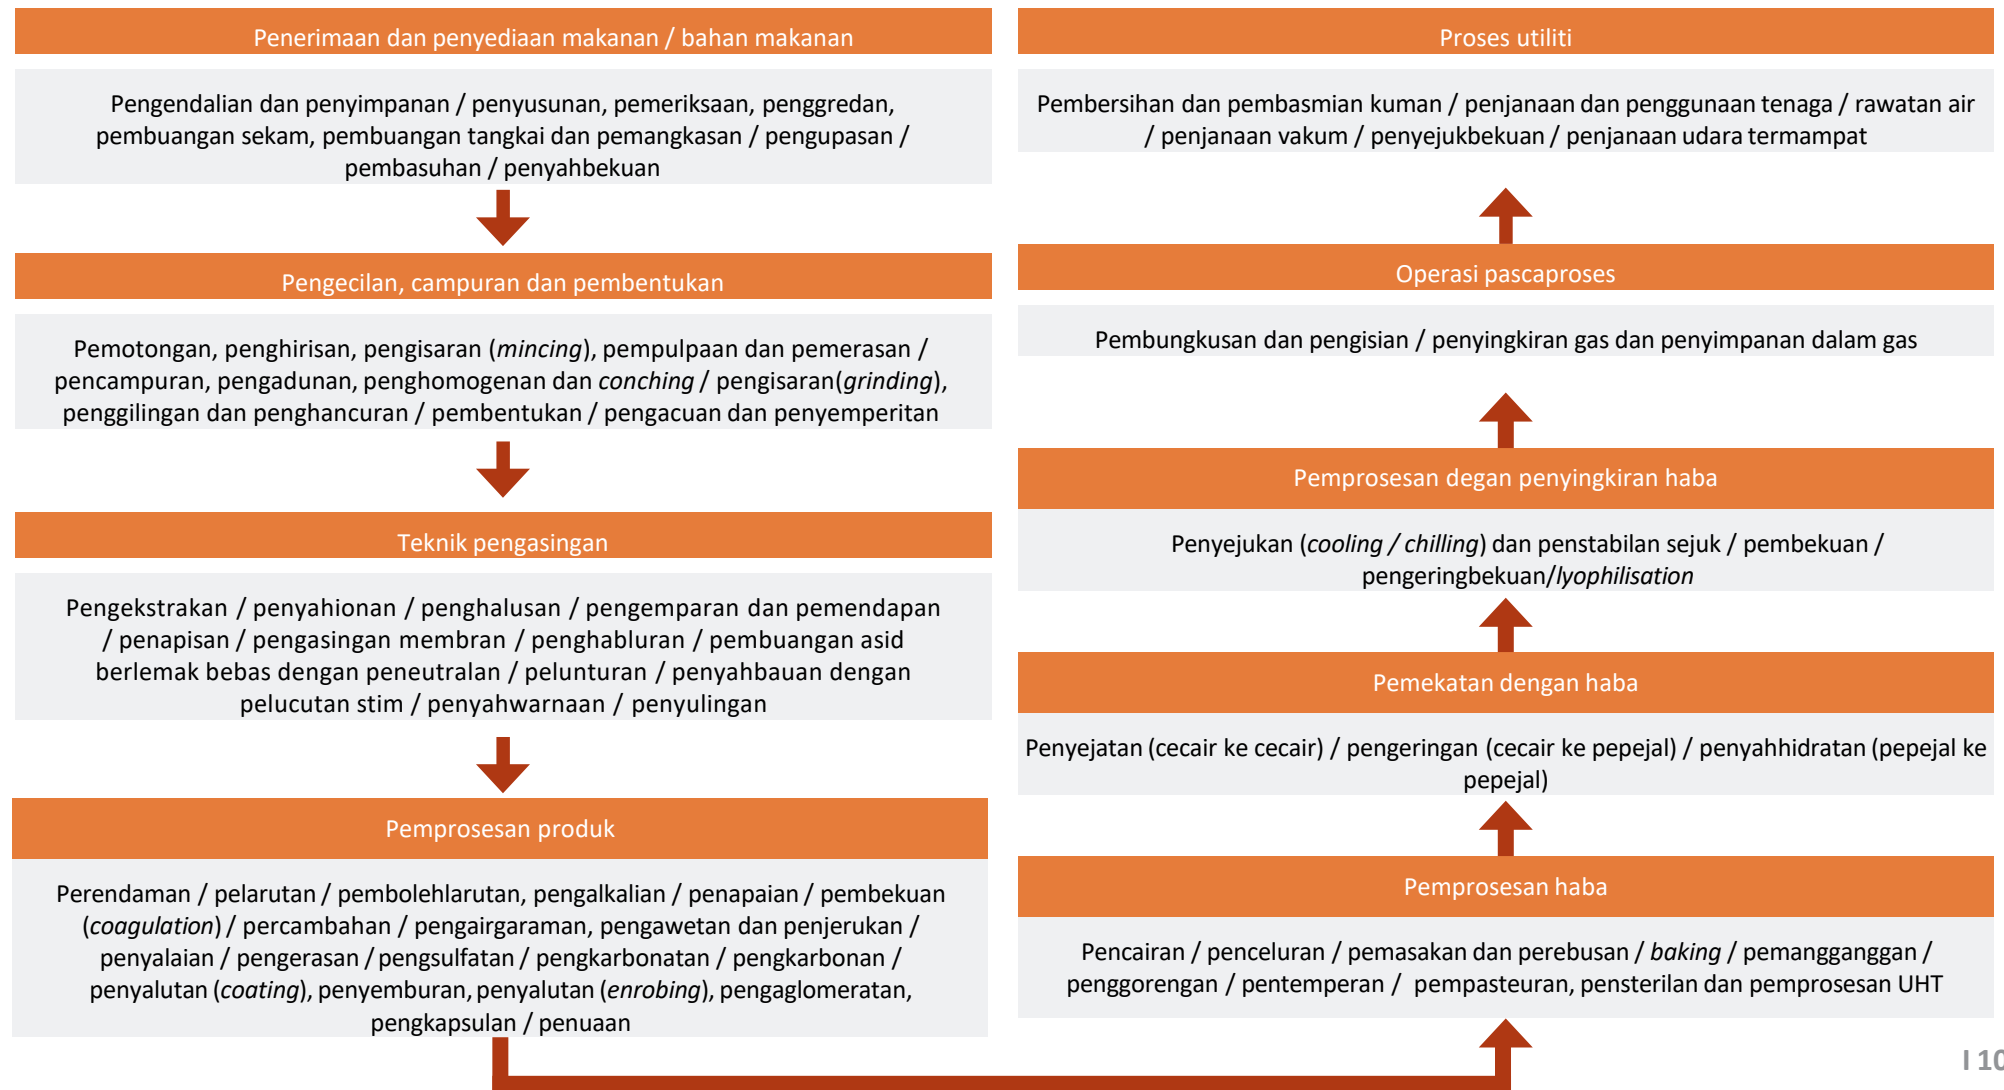 Penerimaan dan penyediaan makanan / bahan makanan
Pengendalian dan penyimpanan / penyusunan, pemeriksaan, penggredan,
pembuangan sekam, pembuangan tangkai dan pemangkasan / pengupasan /
pembasuhan / penyahbekuan
Pengecilan, campuran dan pembentukan
Pemotongan, penghirisan, pengisaran (mincing), pempulpaan dan pemerasan /
pencampuran, pengadunan, penghomogenan dan conching / pengisaran(grinding),
penggilingan dan penghancuran / pembentukan / pengacuan dan penyemperitan
Teknik pengasingan
Pengekstrakan / penyahionan / penghalusan / pengemparan dan pemendapan
/ penapisan / pengasingan membran / penghabluran / pembuangan asid
berlemak bebas dengan peneutralan / pelunturan / penyahbauan dengan
pelucutan stim / penyahwarnaan / penyulingan
Pemprosesan produk
Perendaman / pelarutan / pembolehlarutan, pengalkalian / penapaian / pembekuan
(coagulation) / percambahan / pengairgaraman, pengawetan dan penjerukan /
penyalaian / pengerasan / pengsulfatan / pengkarbonatan / pengkarbonan /
penyalutan (coating), penyemburan, penyalutan (enrobing), pengaglomeratan,
pengkapsulan / penuaan
Proses utiliti
Pembersihan dan pembasmian kuman / penjanaan dan penggunaan tenaga / rawatan air
/ penjanaan vakum / penyejukbekuan / penjanaan udara termampat
Operasi pascaproses
Pembungkusan dan pengisian / penyingkiran gas dan penyimpanan dalam gas
Pemprosesan degan penyingkiran haba
Penyejukan (cooling / chilling) dan penstabilan sejuk / pembekuan /
pengeringbekuan/lyophilisation
Pemekatan dengan haba
Penyejatan (cecair ke cecair) / pengeringan (cecair ke pepejal) / penyahhidratan (pepejal ke
pepejal)
Pemprosesan haba
Pencairan / penceluran / pemasakan dan perebusan / baking / pemangganggan /
penggorengan / pentemperan / pempasteuran, pensterilan dan pemprosesan UHT
I 10